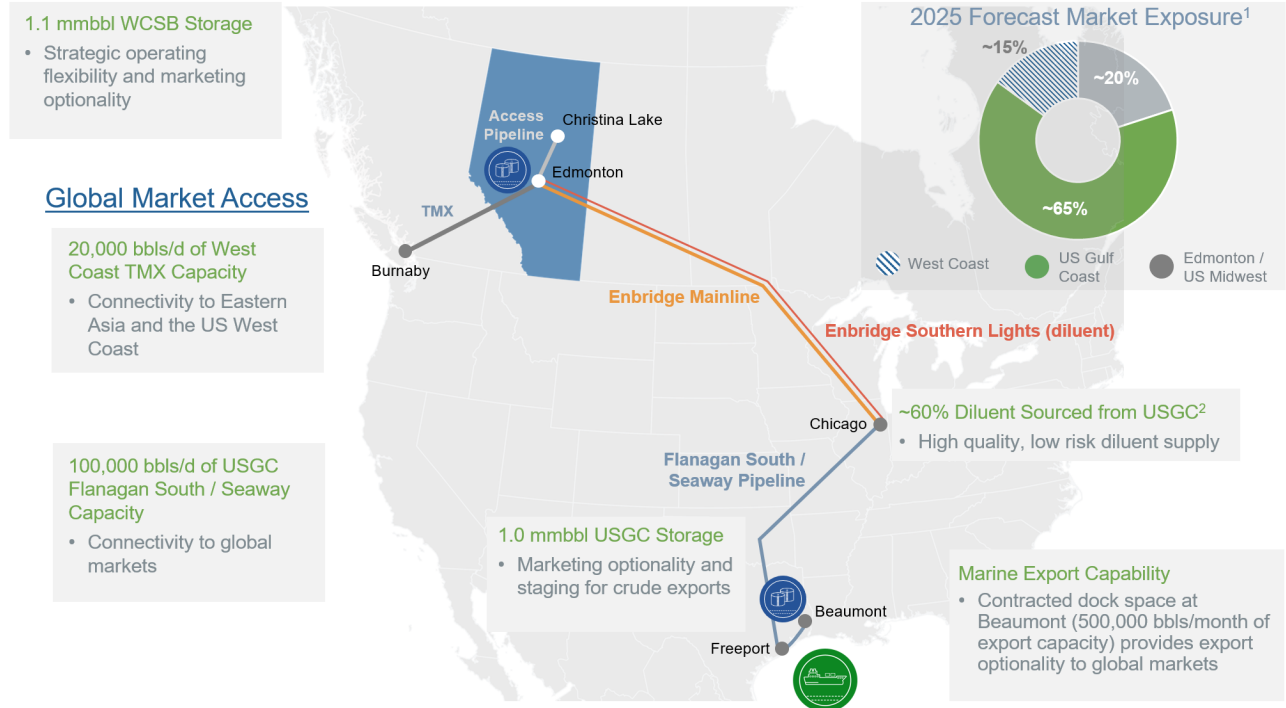 1.1 mmbbl WCSB Storage
• Strategic operating
flexibility and marketing
optionality
Global Market Access
20,000 bbls/d of West
Coast TMX Capacity
• Connectivity to Eastern
Asia and the US West
Coast
100,000 bbls/d of USGC
Flanagan South / Seaway
Capacity
• Connectivity to global
markets
Access
Pipeline
Christina Lake
Edmonton
TMX
Burnaby
Enbridge Mainline
Enbridge Southern Lights (diluent)
Chicago
Flanagan South /
Seaway Pipeline
1.0 mmbbl USGC Storage
• Marketing optionality and
staging for crude exports
Beaumont
Freeport
2025 Forecast Market Exposure¹
~15%
~20%
~65%
West Coast
US Gulf
Coast
Edmonton /
US Midwest
~60% Diluent Sourced from USGC²
• High quality, low risk diluent supply
Marine Export Capability
• Contracted dock space at
Beaumont (500,000 bbls/month of
export capacity) provides export
optionality to global markets